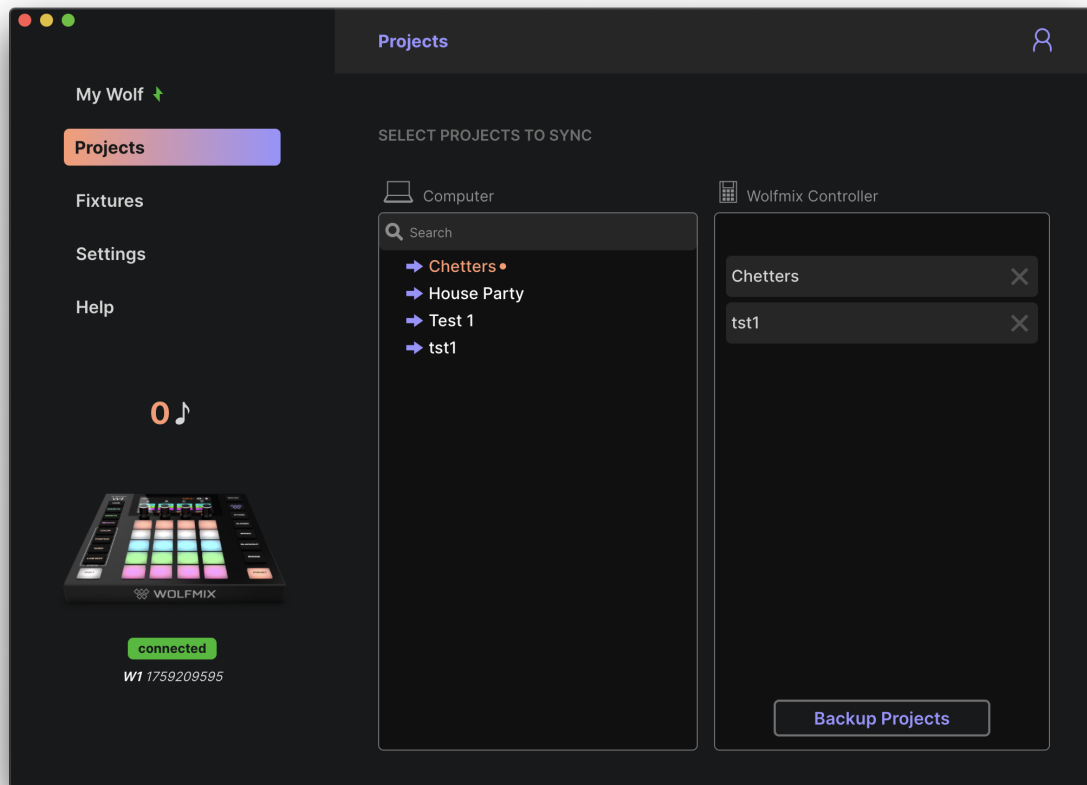 Projects
My Wolf
Projects
Fixtures
Settings
Help
0
WOLFMIX
connected
W1 1759209595
SELECT PROJECTS TO SYNC
Computer
Search
Chetters
House Party
Test 1
tst1
Wolfmix Controller
Chetters
tst1
Backup Projects